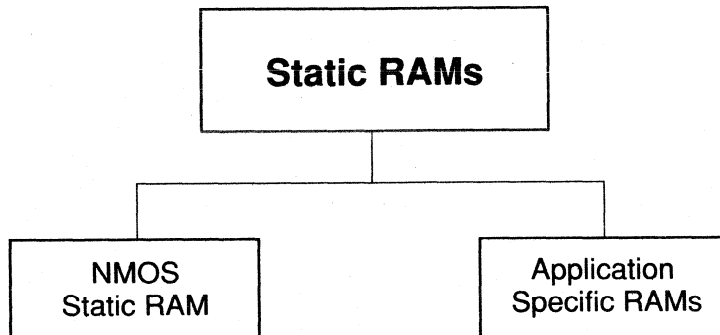 Static RAMs
NMOS
Static RAM
Application
Specific RAMs